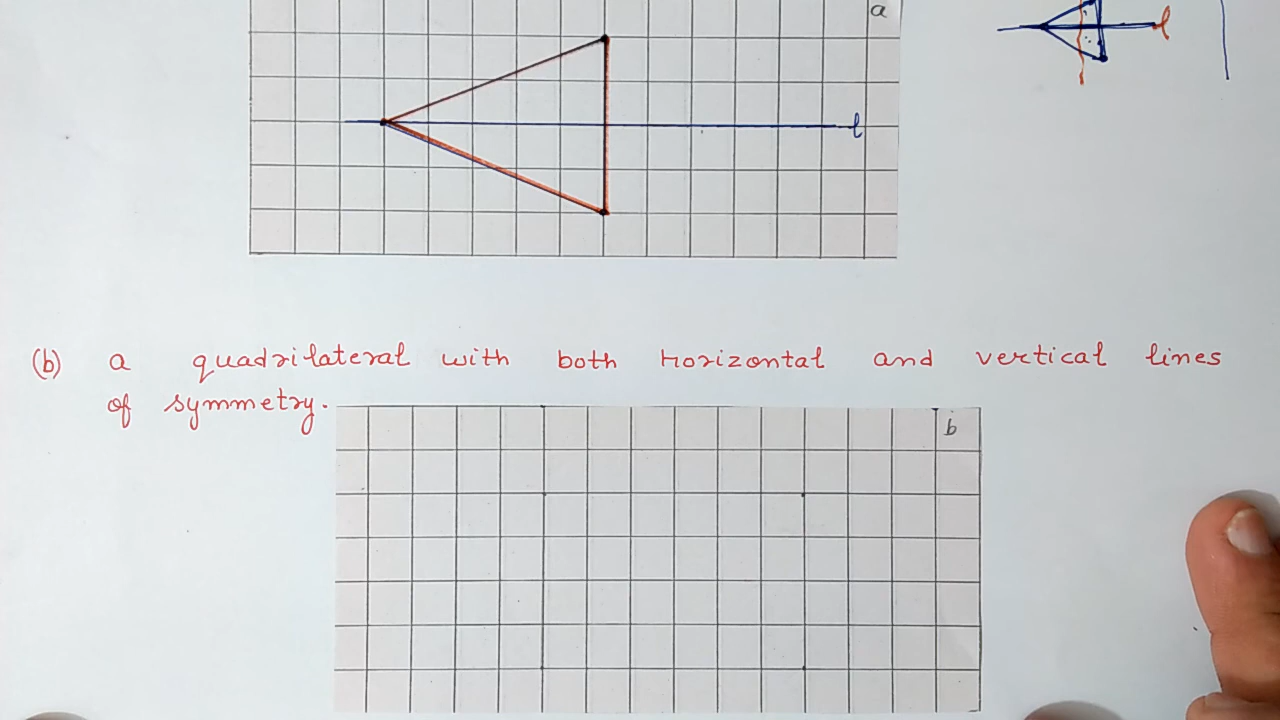 a
l
l
(b) a quadrilateral with both horizontal and vertical lines
of symmetry.
b